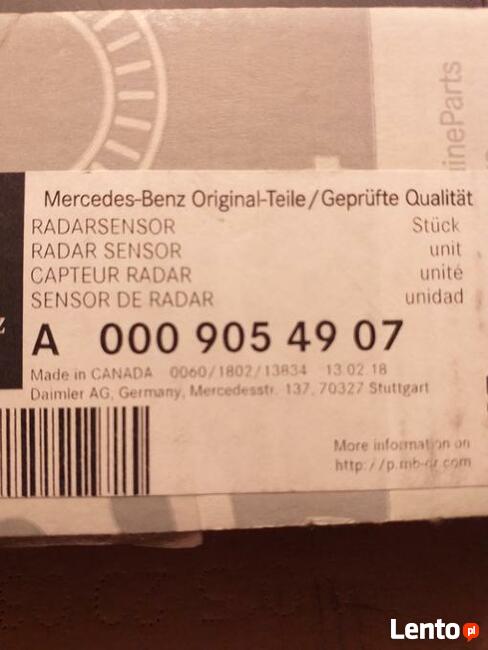 ineParts
Mercedes-Benz Original-Teile/Geprüfte Qualität
RADARSENSOR Stück
RADAR SENSOR unit
CAPTEUR RADAR unité
SENSOR DE RADAR unidad
z
A 000 905 49 07
Made in CANADA 0060/1802/13834 13.02.18
Daimler AG, Germany, Mercedesstr. 137, 70327 Stuttgart
More information on
http://p.mb-qr.com
Lento pl